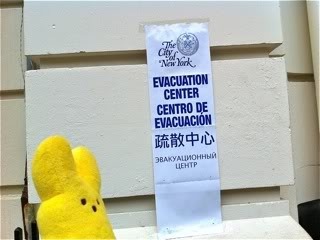 The
City
of
New York
EVACUATION
CENTER
CENTRO DE
EVACUACIÓN
疏散中心
ЭВАКУАЦИОННЫЙ
ЦЕНТР